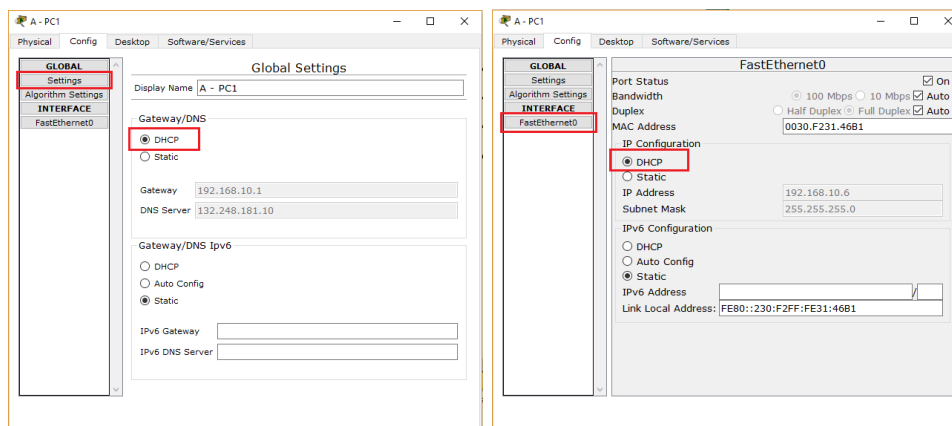 A - PC1
Physical Config Desktop Software/Services
GLOBAL
Settings
Algorithm Settings
INTERFACE
FastEthernet0
Global Settings
Display Name A - PC1
Gateway/DNS
DHCP
Static
Gateway 192.168.10.1
DNS Server 132.248.181.10
Gateway/DNS Ipv6
DHCP
Auto Config
Static
IPv6 Gateway
IPv6 DNS Server
A - PC1
Physical Config Desktop Software/Services
GLOBAL
Settings
Algorithm Settings
INTERFACE
FastEthernet0
FastEthernet0
Port Status On
Bandwidth 100 Mbps 10 Mbps Auto
Duplex Half Duplex Full Duplex Auto
MAC Address 0030.F231.46B1
IP Configuration
DHCP
Static
IP Address 192.168.10.6
Subnet Mask 255.255.255.0
IPv6 Configuration
DHCP
Auto Config
Static
IPv6 Address /
Link Local Address: FE80::230:F2FF:FE31:46B1